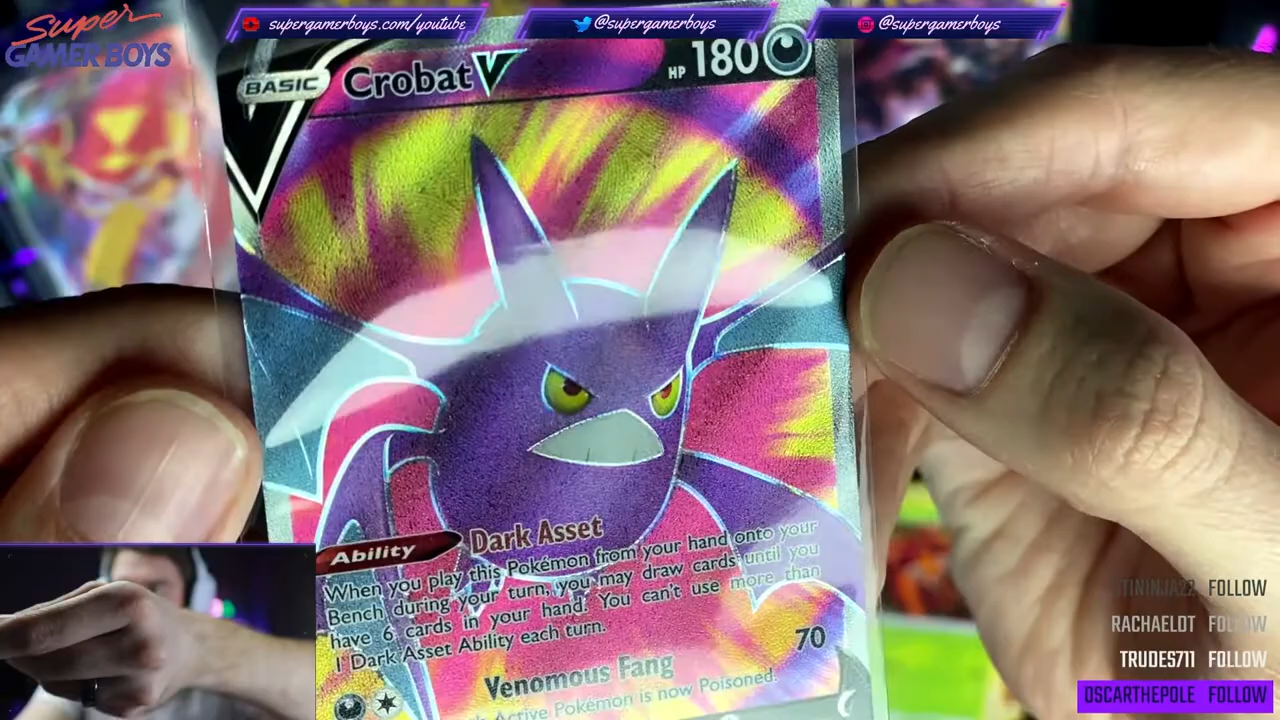 Super
GAMER BOYS
supergamerboys.com/youtube
@supergamerboys
@supergamerboys
BASIC
Crobat V
HP 180
Ability
Dark Asset
When you play this Pokémon from your hand onto your
Bench during your turn, you may draw cards until you
have 6 cards in your hand. You can't use more than
1 Dark Asset Ability each turn.
Venomous Fang
70
Active Pokémon is now Poisoned.
FOLLOW
RACHAELOT FOLLOW
TRUDES711 FOLLOW
OSCARTHEPOLE FOLLOW